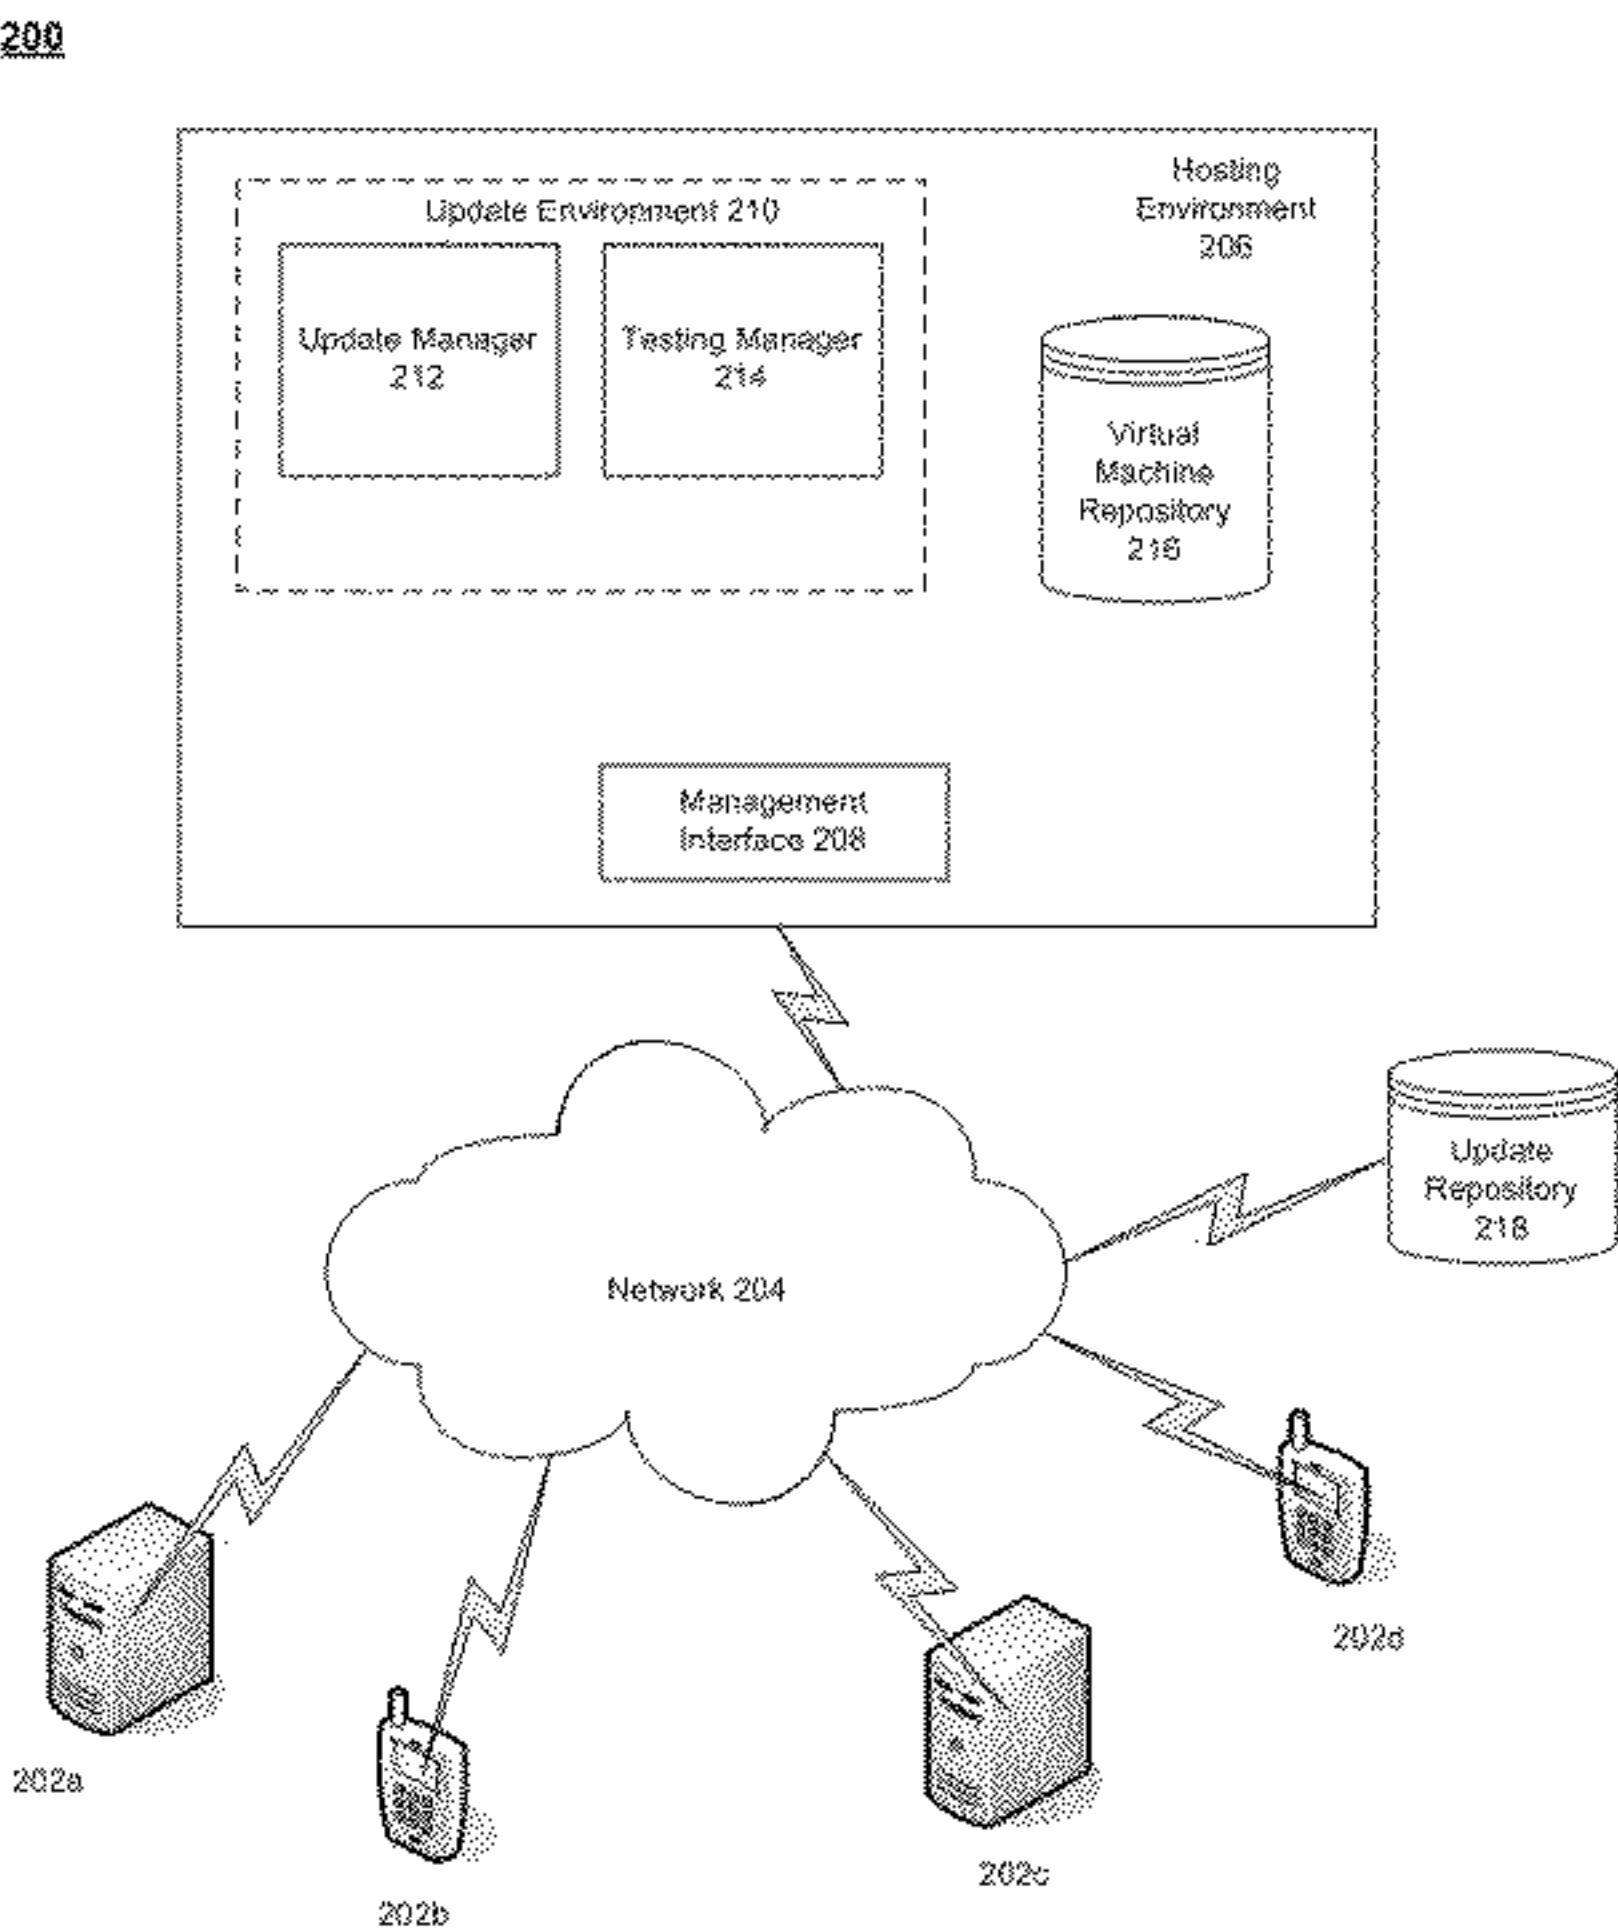 200
Hosting
Environment
206
Update Environment 210
Update Manager
212
Testing Manager
214
Virtual
Machine
Repository
216
Management
Interface 208
Update
Repository
218
Network 204
202d
202a
202c
202b